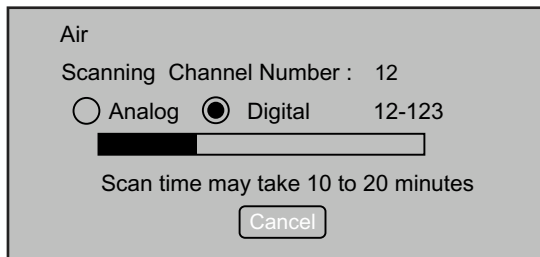 Air
Scanning Channel Number : 12
Analog Digital 12-123
Scan time may take 10 to 20 minutes
Cancel